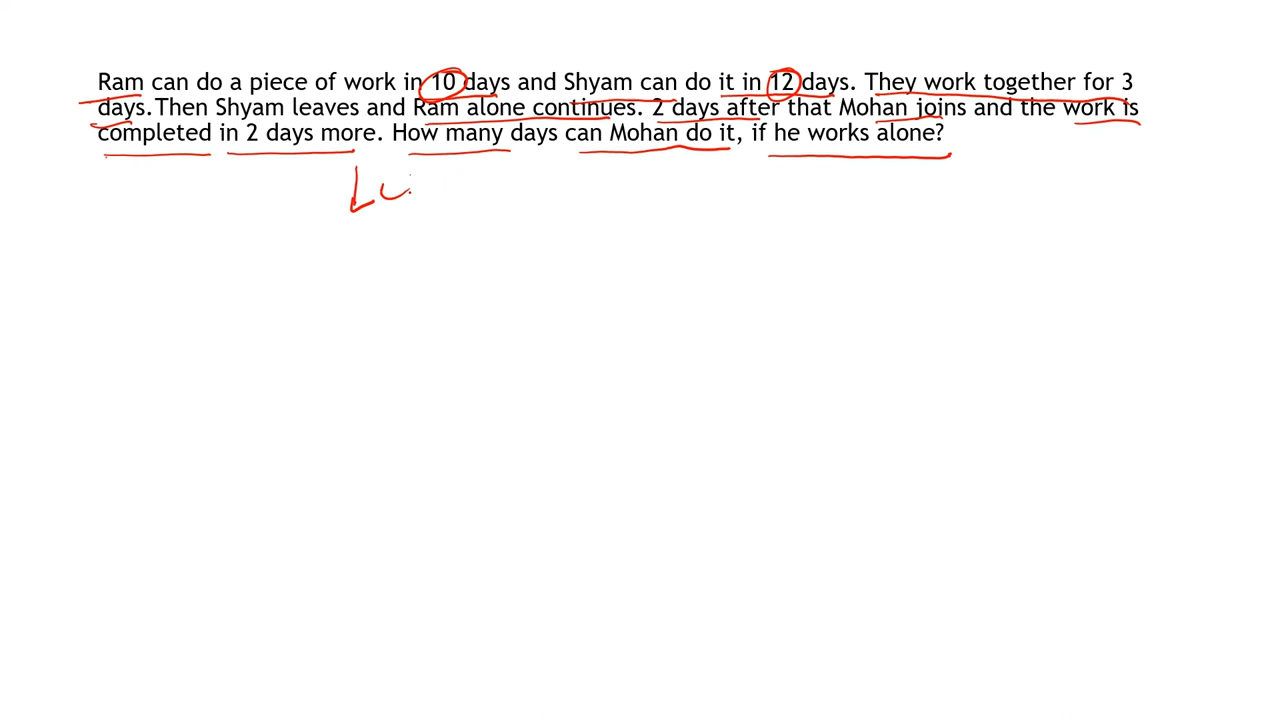 Ram can do a piece of work in 10 days and Shyam can do it in 12 days. They work together for 3
days. Then Shyam leaves and Ram alone continues. 2 days after that Mohan joins and the work is
completed in 2 days more. How many days can Mohan do it, if he works alone?